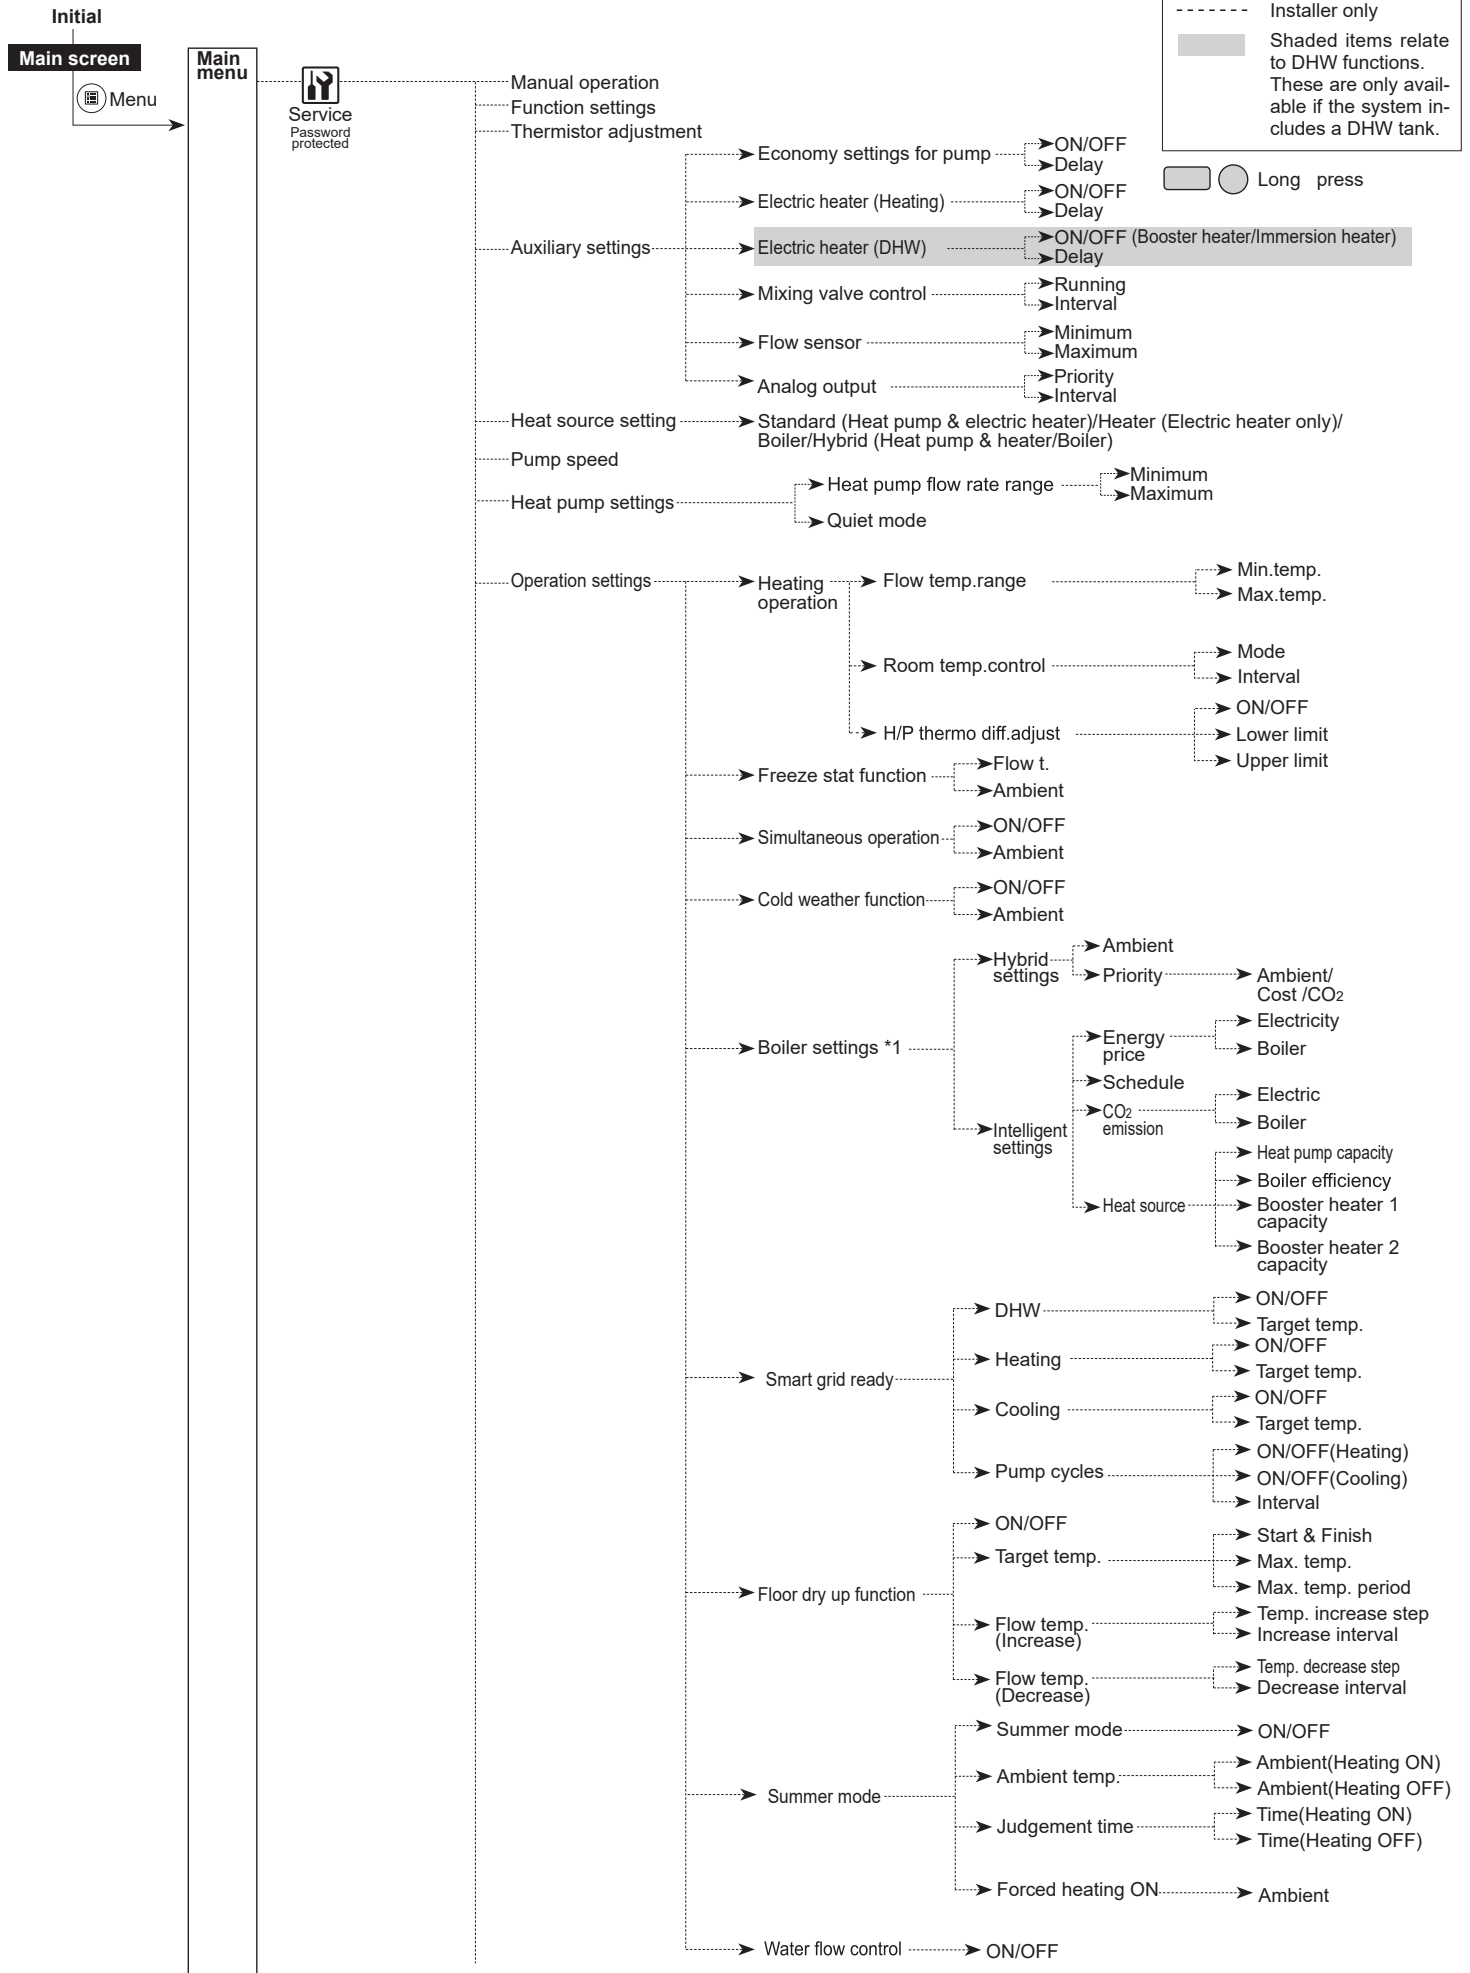 Initial
Main screen
Menu
Main
menu
Service
Password
protected
Installer only
Shaded items relate
to DHW functions.
These are only avail-
able if the system in-
cludes a DHW tank.
Long press
Manual operation
Function settings
Thermistor adjustment
Auxiliary settings
Economy settings for pump
ON/OFF
Delay
Electric heater (Heating)
ON/OFF
Delay
Electric heater (DHW)
ON/OFF (Booster heater/Immersion heater)
Delay
Mixing valve control
Running
Interval
Flow sensor
Minimum
Maximum
Analog output
Priority
Interval
Heat source setting
Standard (Heat pump & electric heater)/Heater (Electric heater only)/
Boiler/Hybrid (Heat pump & heater/Boiler)
Pump speed
Heat pump settings
Heat pump flow rate range
Minimum
Maximum
Quiet mode
Operation settings
Heating
operation
Flow temp.range
Min.temp.
Max.temp.
Room temp.control
Mode
Interval
H/P thermo diff.adjust
ON/OFF
Lower limit
Upper limit
Freeze stat function
Flow t.
Ambient
Simultaneous operation
ON/OFF
Ambient
Cold weather function
ON/OFF
Ambient
Boiler settings *1
Hybrid
settings
Ambient
Priority
Ambient/
Cost /CO2
Intelligent
settings
Energy
price
Electricity
Boiler
Schedule
CO2
emission
Electric
Boiler
Heat source
Heat pump capacity
Boiler efficiency
Booster heater 1
capacity
Booster heater 2
capacity
Smart grid ready
DHW
ON/OFF
Target temp.
Heating
ON/OFF
Target temp.
Cooling
ON/OFF
Target temp.
Pump cycles
ON/OFF(Heating)
ON/OFF(Cooling)
Interval
Floor dry up function
ON/OFF
Target temp.
Start & Finish
Max. temp.
Max. temp. period
Flow temp.
(Increase)
Temp. increase step
Increase interval
Flow temp.
(Decrease)
Temp. decrease step
Decrease interval
Summer mode
Summer mode
ON/OFF
Ambient temp.
Ambient(Heating ON)
Ambient(Heating OFF)
Judgement time
Time(Heating ON)
Time(Heating OFF)
Forced heating ON
Ambient
Water flow control
ON/OFF